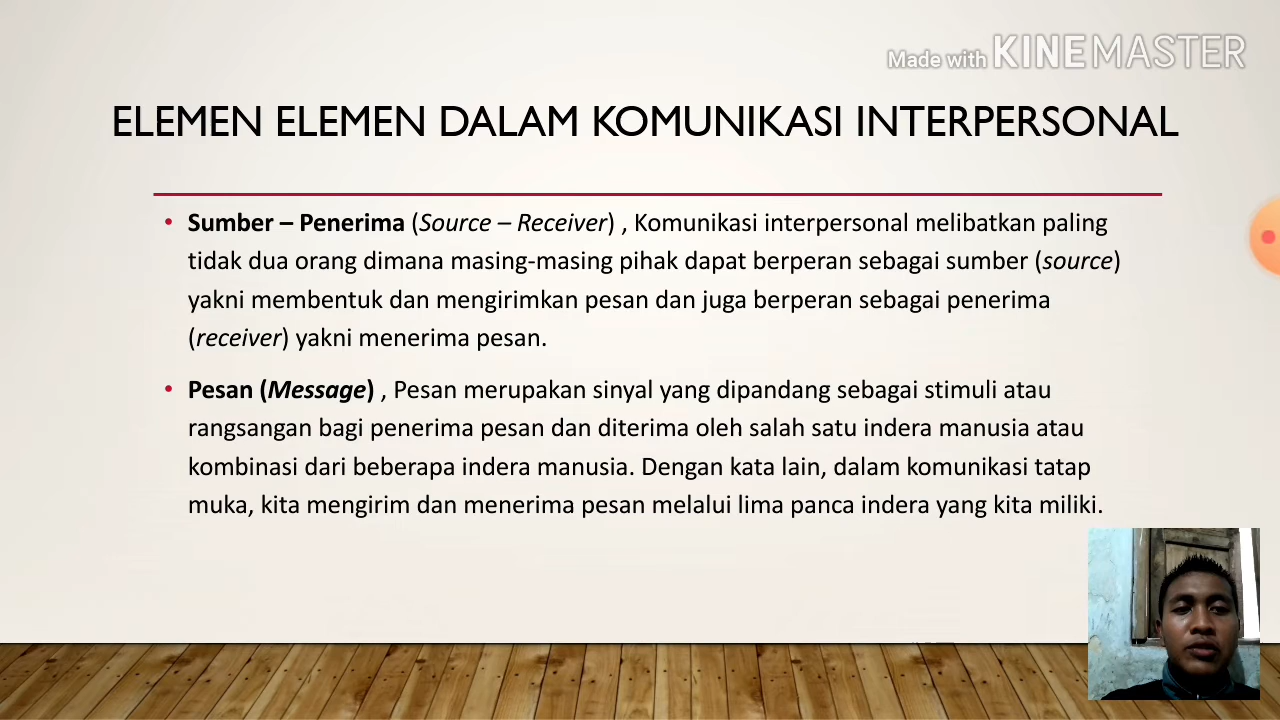 Made with KINEMASTER
ELEMEN ELEMEN DALAM KOMUNIKASI INTERPERSONAL
• Sumber – Penerima (Source – Receiver) , Komunikasi interpersonal melibatkan paling
tidak dua orang dimana masing-masing pihak dapat berperan sebagai sumber (source)
yakni membentuk dan mengirimkan pesan dan juga berperan sebagai penerima
(receiver) yakni menerima pesan.
• Pesan (Message) , Pesan merupakan sinyal yang dipandang sebagai stimuli atau
rangsangan bagi penerima pesan dan diterima oleh salah satu indera manusia atau
kombinasi dari beberapa indera manusia. Dengan kata lain, dalam komunikasi tatap
muka, kita mengirim dan menerima pesan melalui lima panca indera yang kita miliki.